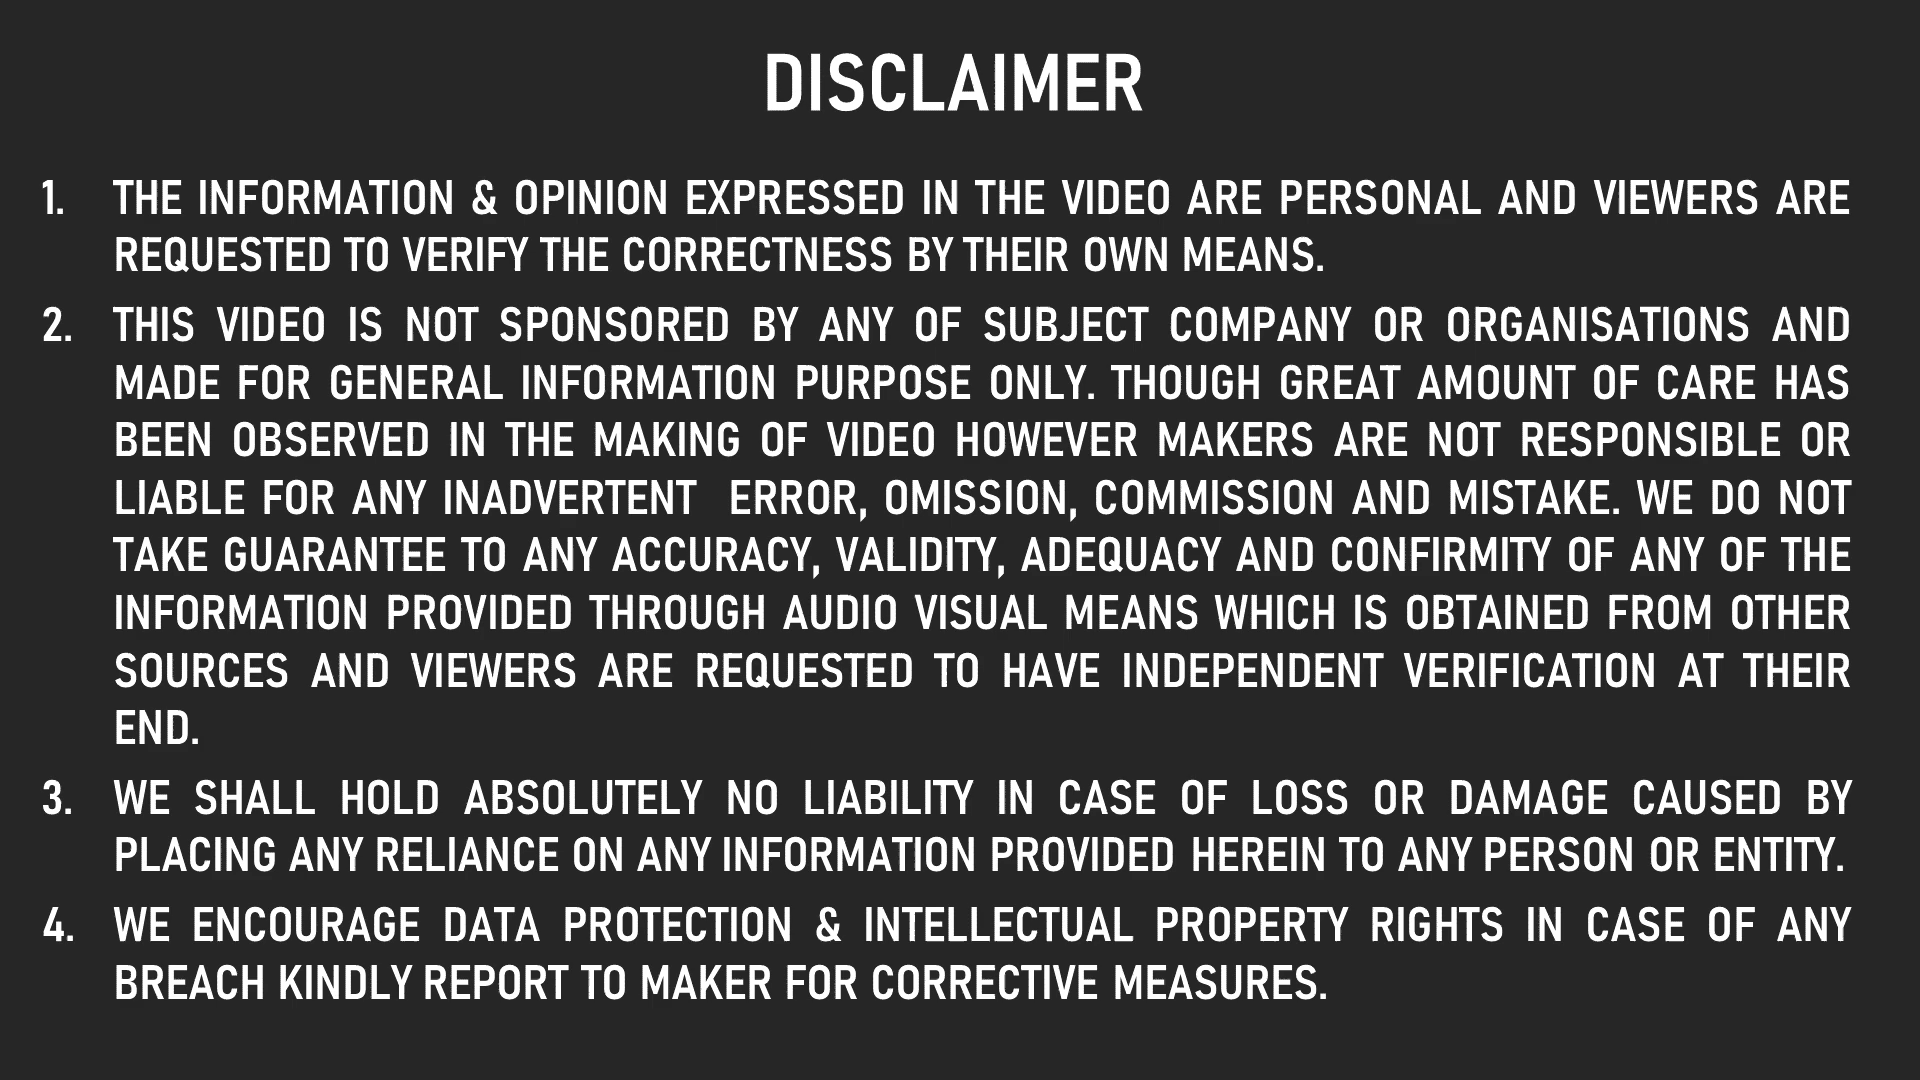 DISCLAIMER
1. THE INFORMATION & OPINION EXPRESSED IN THE VIDEO ARE PERSONAL AND VIEWERS ARE
REQUESTED TO VERIFY THE CORRECTNESS BY THEIR OWN MEANS.
2. THIS VIDEO IS NOT SPONSORED BY ANY OF SUBJECT COMPANY OR ORGANISATIONS AND
MADE FOR GENERAL INFORMATION PURPOSE ONLY. THOUGH GREAT AMOUNT OF CARE HAS
BEEN OBSERVED IN THE MAKING OF VIDEO HOWEVER MAKERS ARE NOT RESPONSIBLE OR
LIABLE FOR ANY INADVERTENT ERROR, OMISSION, COMMISSION AND MISTAKE. WE DO NOT
TAKE GUARANTEE TO ANY ACCURACY, VALIDITY, ADEQUACY AND CONFIRMITY OF ANY OF THE
INFORMATION PROVIDED THROUGH AUDIO VISUAL MEANS WHICH IS OBTAINED FROM OTHER
SOURCES AND VIEWERS ARE REQUESTED TO HAVE INDEPENDENT VERIFICATION AT THEIR
END.
3. WE SHALL HOLD ABSOLUTELY NO LIABILITY IN CASE OF LOSS OR DAMAGE CAUSED BY
PLACING ANY RELIANCE ON ANY INFORMATION PROVIDED HEREIN TO ANY PERSON OR ENTITY.
4. WE ENCOURAGE DATA PROTECTION & INTELLECTUAL PROPERTY RIGHTS IN CASE OF ANY
BREACH KINDLY REPORT TO MAKER FOR CORRECTIVE MEASURES.